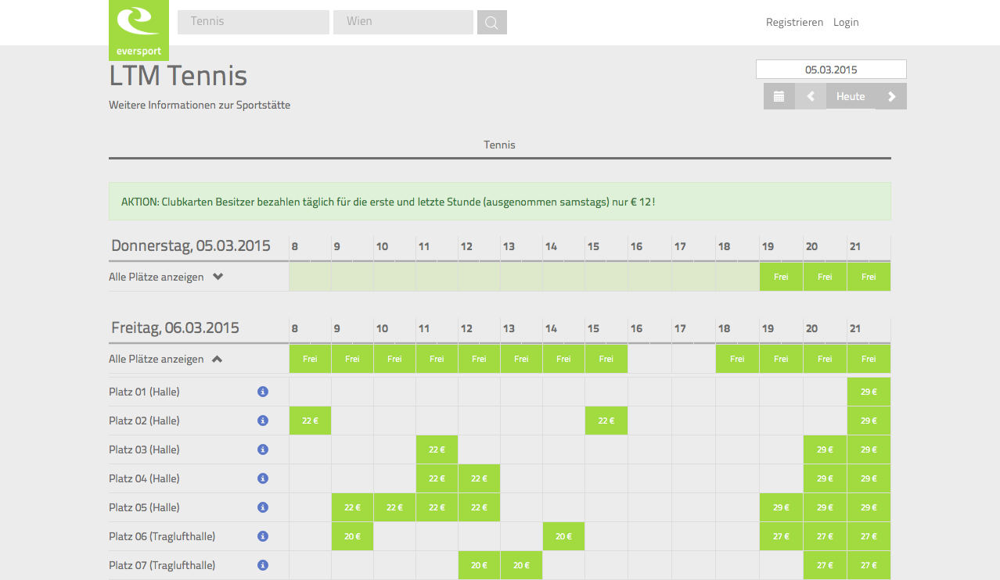 Tennis Wien Registrieren Login
eversport
LTM Tennis 05.03.2015
Weitere Informationen zur Sportstätte Heute
Tennis
AKTION: Clubkarten Besitzer bezahlen täglich für die erste und letzte Stunde (ausgenommen samstags) nur € 12!
Donnerstag, 05.03.2015 8 9 10 11 12 13 14 15 16 17 18 19 20 21
Alle Plätze anzeigen Frei Frei Frei
Freitag, 06.03.2015 8 9 10 11 12 13 14 15 16 17 18 19 20 21
Alle Plätze anzeigen Frei Frei Frei Frei Frei Frei Frei Frei Frei Frei Frei Frei
Platz 01 (Halle) i 29 €
Platz 02 (Halle) i 22 € 22 € 29 €
Platz 03 (Halle) i 22 € 29 € 29 €
Platz 04 (Halle) i 22 € 22 € 29 € 29 €
Platz 05 (Halle) i 22 € 22 € 22 € 22 € 29 € 29 € 29 €
Platz 06 (Traglufthalle) i 20 € 20 € 27 € 27 € 27 €
Platz 07 (Traglufthalle) i 20 € 20 € 27 € 27 €